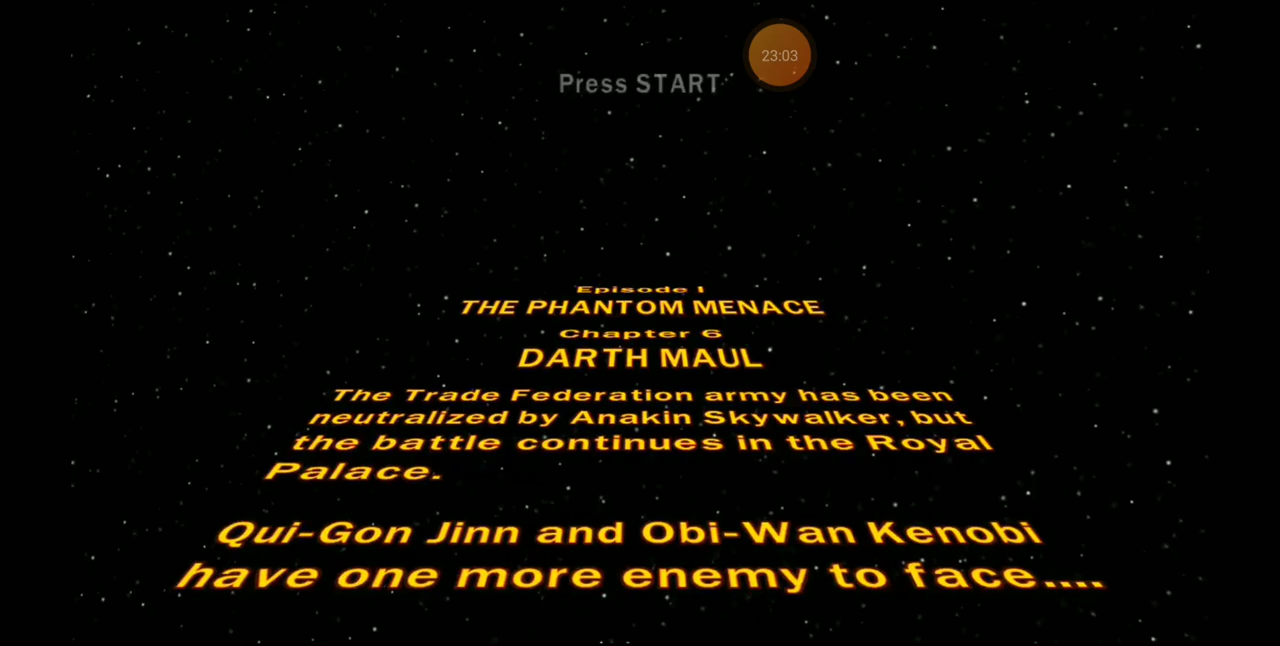 23:03
Press START
Episode I
THE PHANTOM MENACE
Chapter 6
DARTH MAUL
The Trade Federation army has been
neutralized by Anakin Skywalker, but
the battle continues in the Royal
Palace.
Qui-Gon Jinn and Obi-Wan Kenobi
have one more enemy to face....